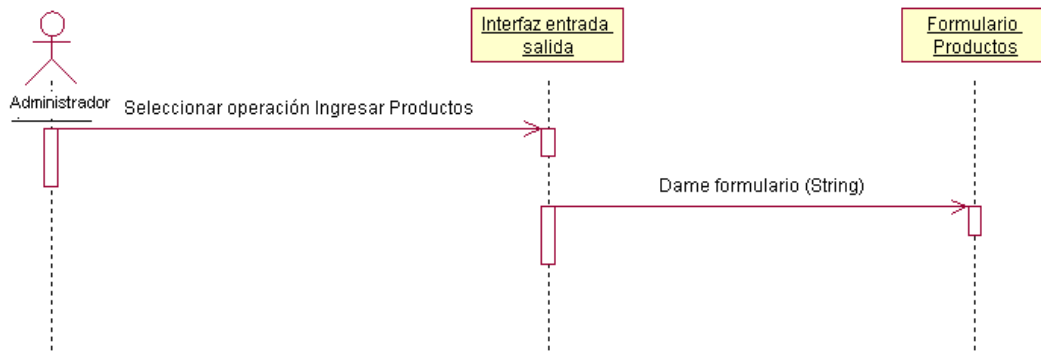 Interfaz entrada
salida
Formulario
Productos
Administrador
Seleccionar operación Ingresar Productos
Dame formulario (String)